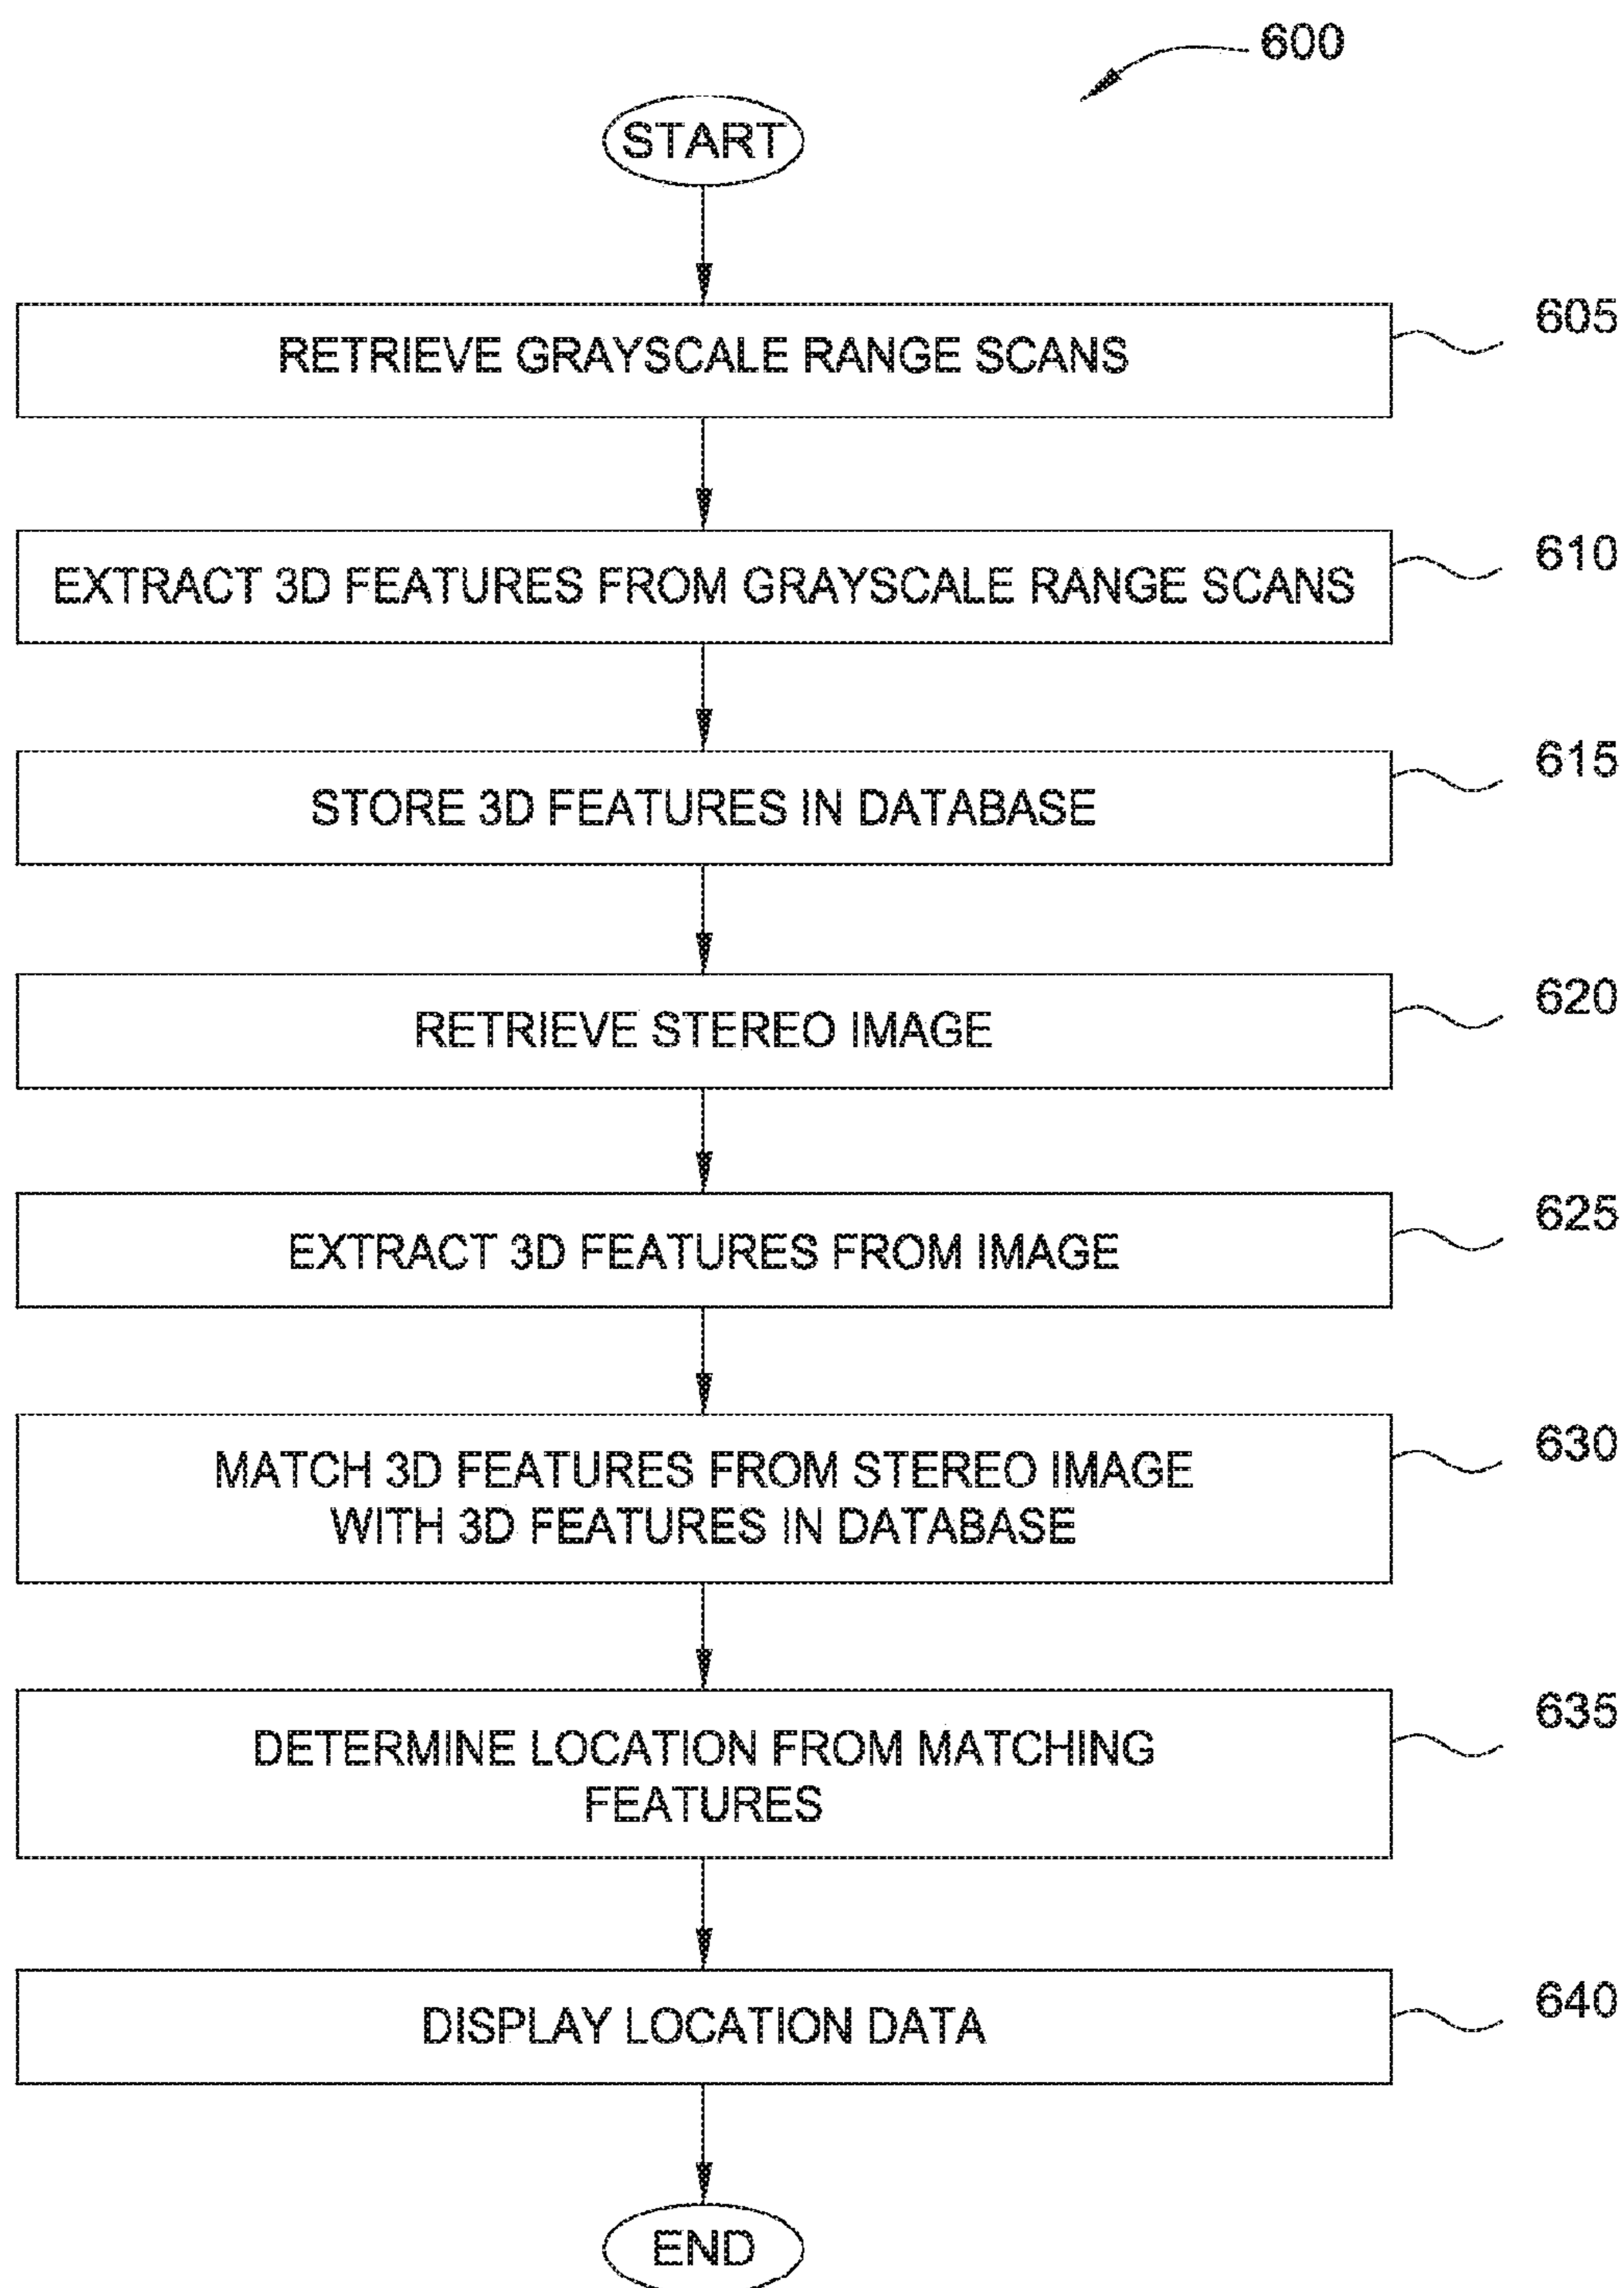 600
START
RETRIEVE GRAYSCALE RANGE SCANS
605
EXTRACT 3D FEATURES FROM GRAYSCALE RANGE SCANS
610
STORE 3D FEATURES IN DATABASE
615
RETRIEVE STEREO IMAGE
620
EXTRACT 3D FEATURES FROM IMAGE
625
MATCH 3D FEATURES FROM STEREO IMAGE
WITH 3D FEATURES IN DATABASE
630
DETERMINE LOCATION FROM MATCHING
FEATURES
635
DISPLAY LOCATION DATA
640
END